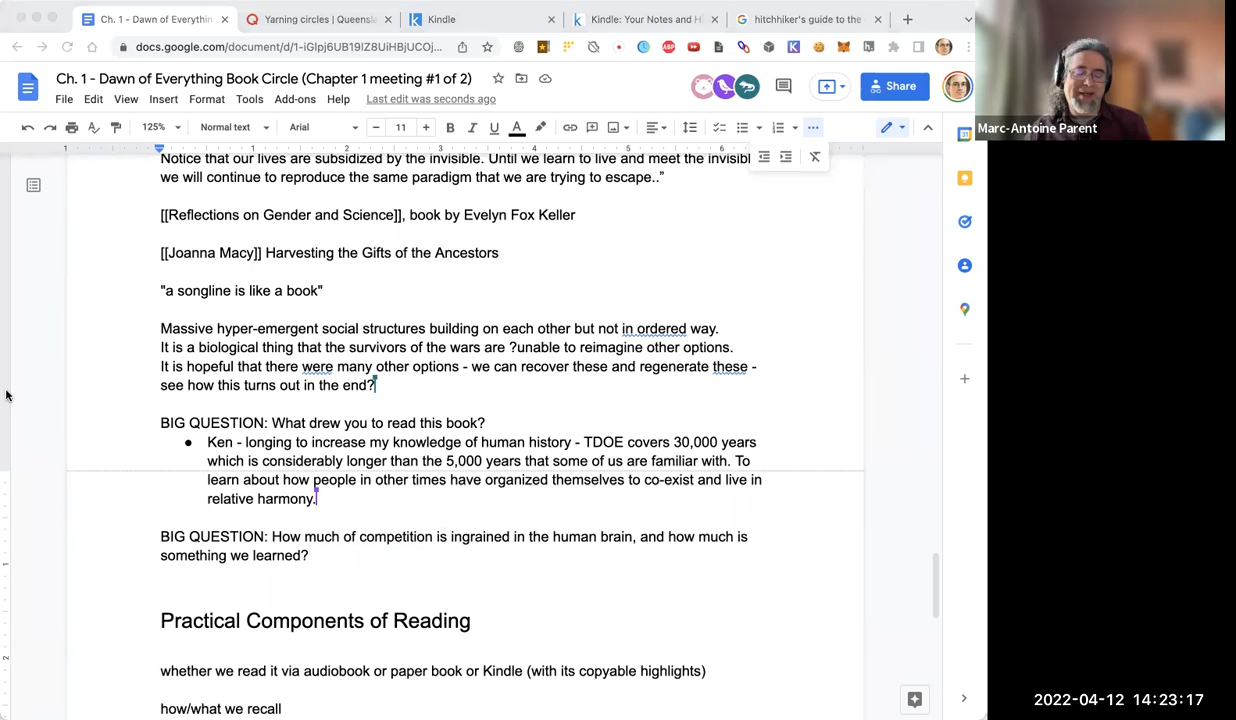 Ch. 1 - Dawn of Everythin
Yarning circles | Queensla
Kindle
Kindle: Your Notes and H
hitchhiker's guide to the
docs.google.com/document/d/1-iGlpj6UB19IZ8UiHBjUCOj...
Ch. 1 - Dawn of Everything Book Circle (Chapter 1 meeting #1 of 2)
Share
File Edit View Insert Format Tools Add-ons Help Last edit was seconds ago
125% Normal text Arial 11
Marc-Antoine Parent
Notice that our lives are subsidized by the invisible. Until we learn to live and meet the invisibl
we will continue to reproduce the same paradigm that we are trying to escape.."
[[Reflections on Gender and Science]], book by Evelyn Fox Keller
[[Joanna Macy]] Harvesting the Gifts of the Ancestors
"a songline is like a book"
Massive hyper-emergent social structures building on each other but not in ordered way.
It is a biological thing that the survivors of the wars are ?unable to reimagine other options.
It is hopeful that there were many other options - we can recover these and regenerate these -
see how this turns out in the end?
BIG QUESTION: What drew you to read this book?
● Ken - longing to increase my knowledge of human history - TDOE covers 30,000 years
which is considerably longer than the 5,000 years that some of us are familiar with. To
learn about how people in other times have organized themselves to co-exist and live in
relative harmony.
BIG QUESTION: How much of competition is ingrained in the human brain, and how much is
something we learned?
Practical Components of Reading
whether we read it via audiobook or paper book or Kindle (with its copyable highlights)
how/what we recall
2022-04-12 14:23:17